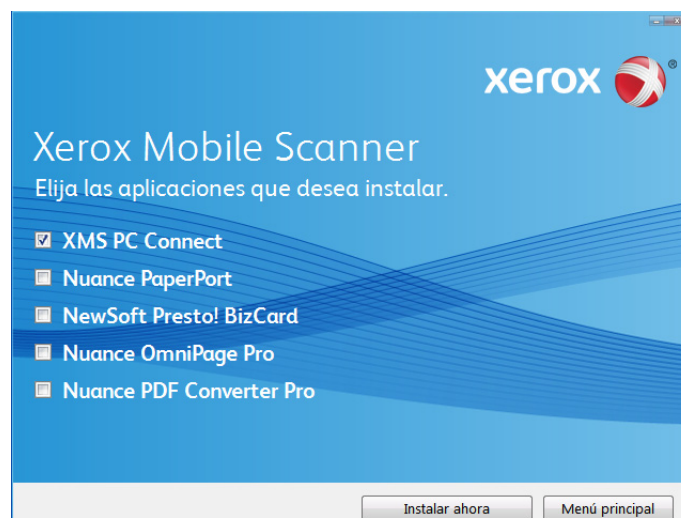 xerox ®
Xerox Mobile Scanner
Elija las aplicaciones que desea instalar.
XMS PC Connect
Nuance PaperPort
NewSoft Presto! BizCard
Nuance OmniPage Pro
Nuance PDF Converter Pro
Instalar ahora Menú principal